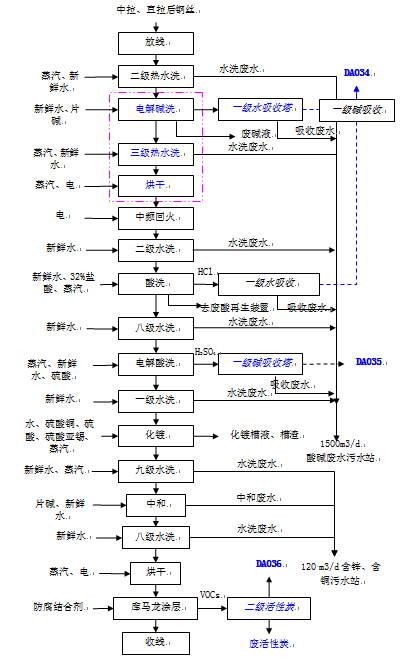 中拉、直拉后钢丝
放线
蒸汽、新
鲜水
二级热水洗
水洗废水
DA034
新鲜水、片
碱
电解碱洗
一级水吸收塔
一级碱吸收
废碱液
吸收废水
蒸汽、新鲜
水
三级热水洗
水洗废水
蒸汽、电
烘干
电
中频回火
新鲜水
二级水洗
水洗废水
新鲜水、32%盐
酸、蒸汽
酸洗
HCl
一级水吸收
去废酸再生装置
吸收废水
新鲜水
八级水洗
水洗废水
蒸汽、新鲜
水、硫酸
电解酸洗
H₂SO₄
一级碱吸收塔
DA035
吸收废水
新鲜水
一级水洗
水洗废水
水、硫酸铜、硫
酸、硫酸亚锡、
蒸汽
化镀
化镀槽液、槽渣
1500m3/d
酸碱废水污水站
新鲜水、蒸汽
九级水洗
水洗废水
片碱、新鲜
水
中和
中和废水
新鲜水
八级水洗
水洗废水
蒸汽、电
烘干
DA036
120 m3/d 含锌、含
铜污水站
防腐结合剂
库马龙涂层
VOCs
二级活性炭
收线
废活性炭